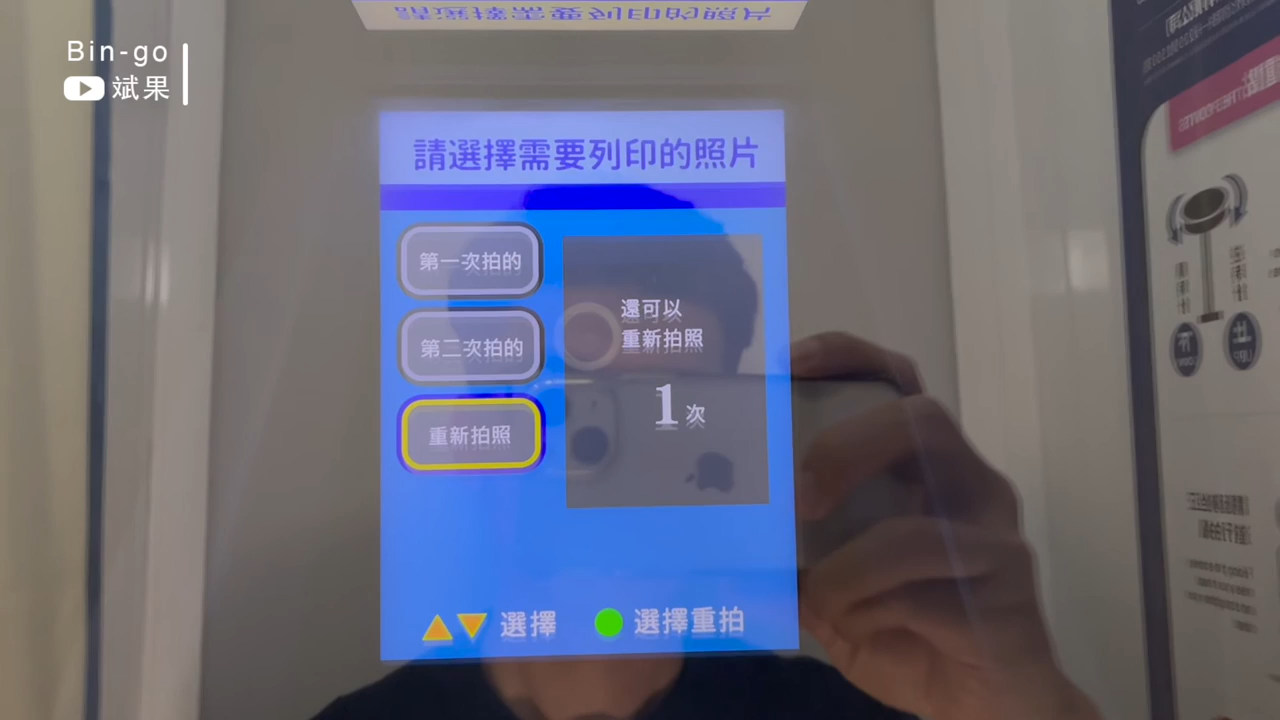 Bin-go
斌果
請選擇需要列印的照片
第一次拍的
第二次拍的
重新拍照
還可以
重新拍照
1次
選擇
選擇重拍